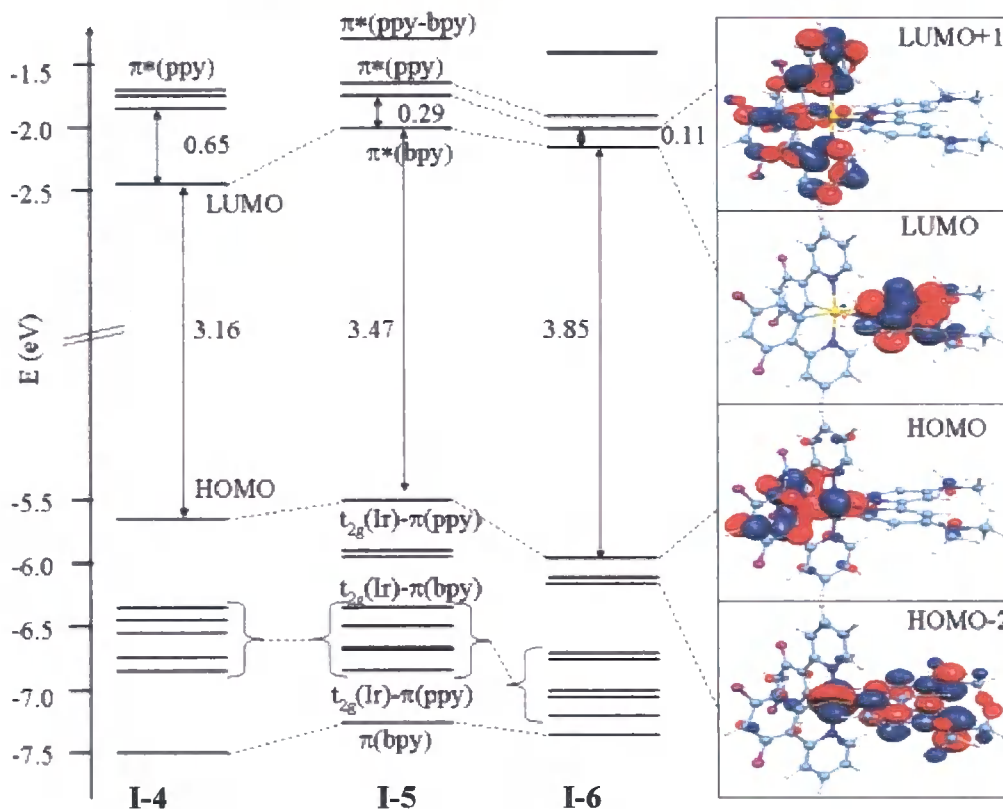 π*(ppy-bpy)
LUMO+1
-1.5
π*(ppy)
π*(ppy)
0.29
-2.0
0.65
0.11
π*(bpy)
-2.5
LUMO
LUMO
E (eV)
3.16
3.47
3.85
HOMO
HOMO
-5.5
t₂g(Ir)-π(ppy)
-6.0
t₂g(Ir)-π(bpy)
HOMO-2
-6.5
-7.0
t₂g(Ir)-π(ppy)
π(bpy)
-7.5
I-4
I-5
I-6